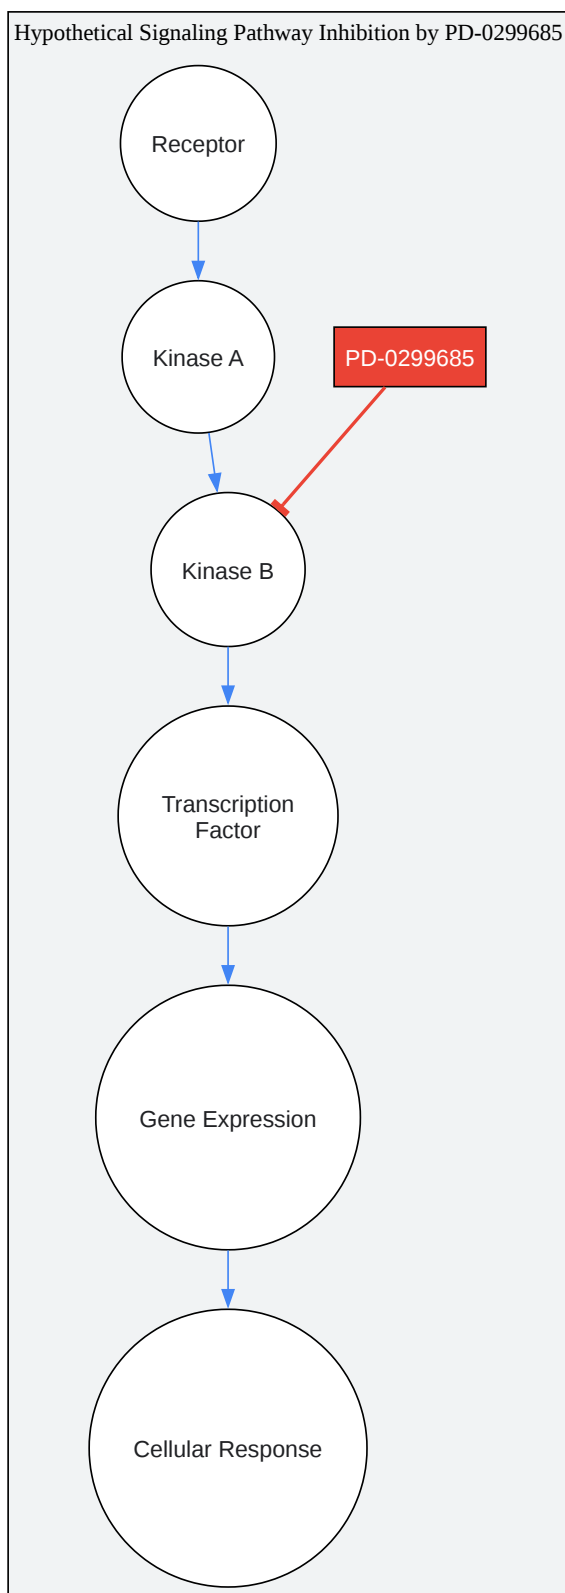 Hypothetical Signaling Pathway Inhibition by PD-0299685
Receptor
Kinase A
PD-0299685
Kinase B
Transcription
Factor
Gene Expression
Cellular Response